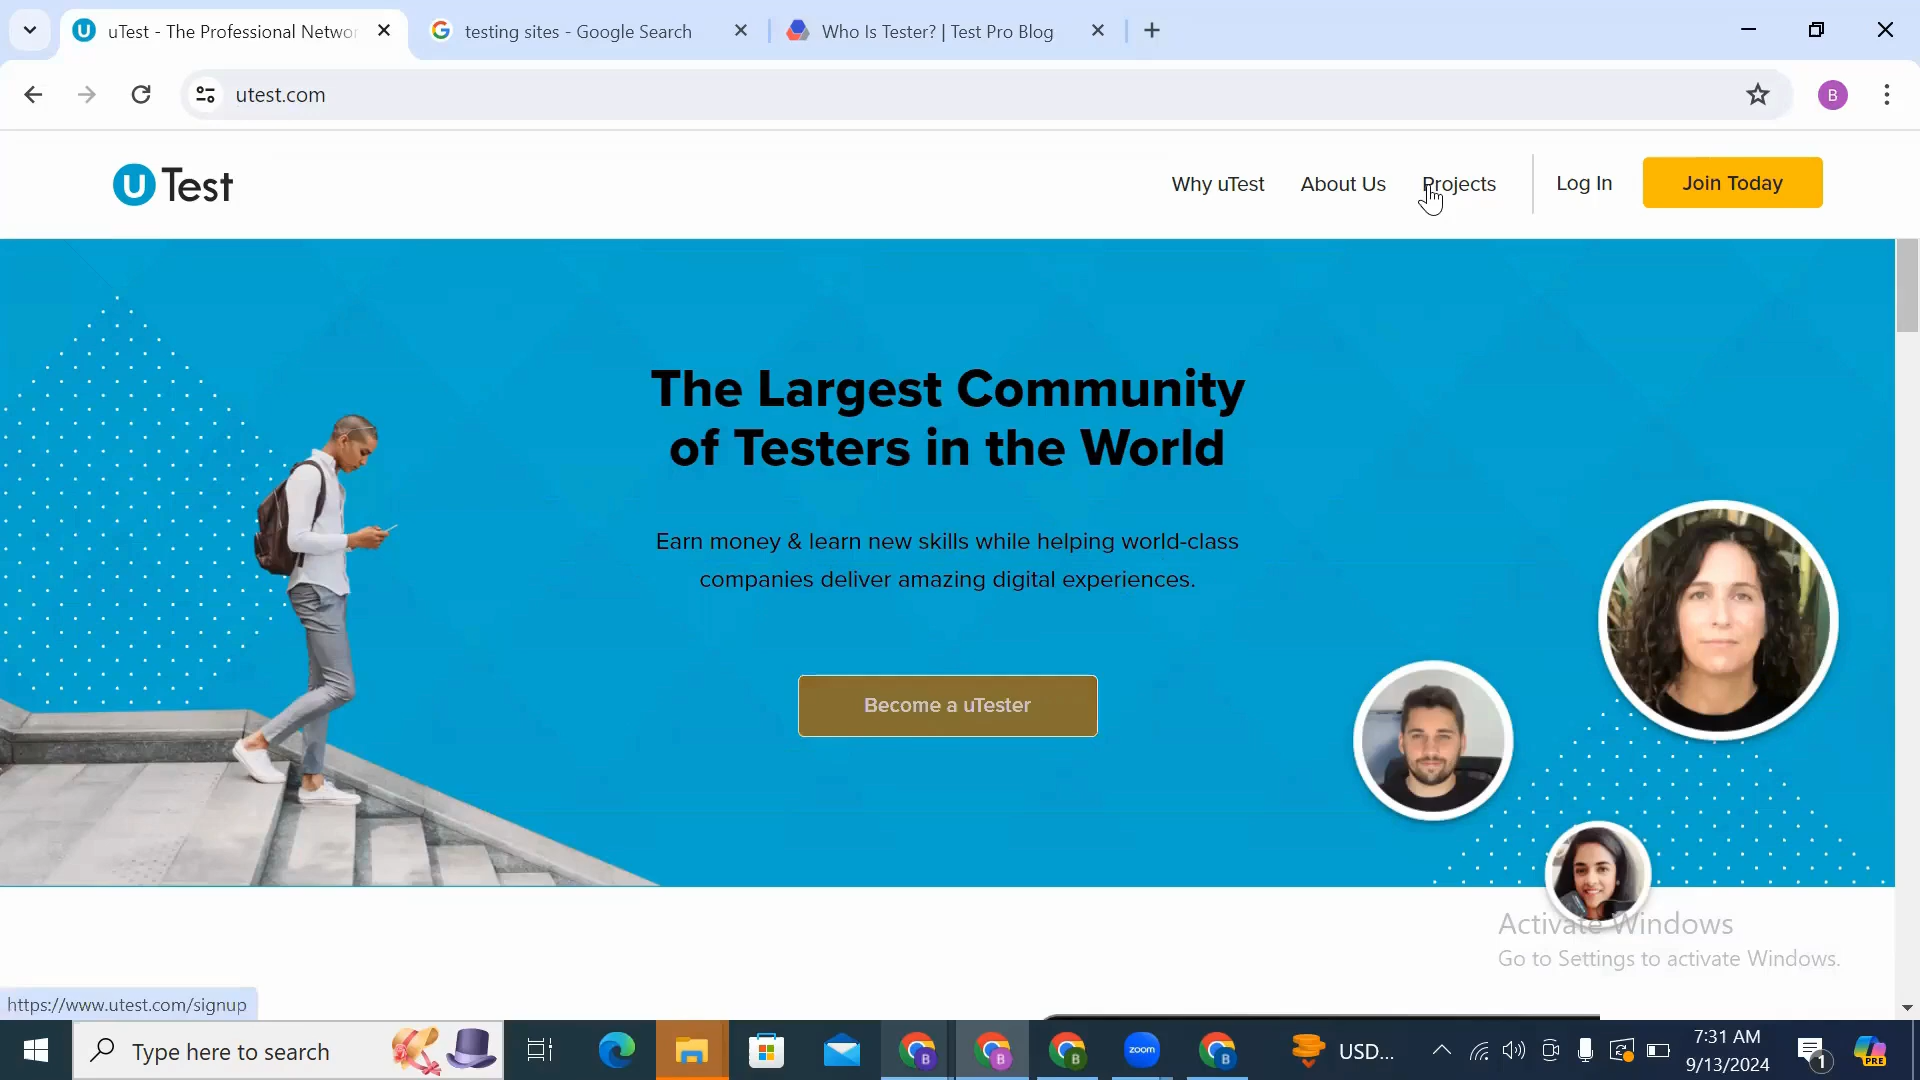 uTest - The Professional Networ
testing sites - Google Search
Who Is Tester? | Test Pro Blog
utest.com
B
U Test
Why uTest
About Us
Projects
Log In
Join Today
The Largest Community
of Testers in the World
Earn money & learn new skills while helping world-class
companies deliver amazing digital experiences.
Become a uTester
Activate Windows
Go to Settings to activate Windows.
https://www.utest.com/signup
Type here to search
B
B
B
zoom
B
USD...
7:31 AM
9/13/2024
1
PRE